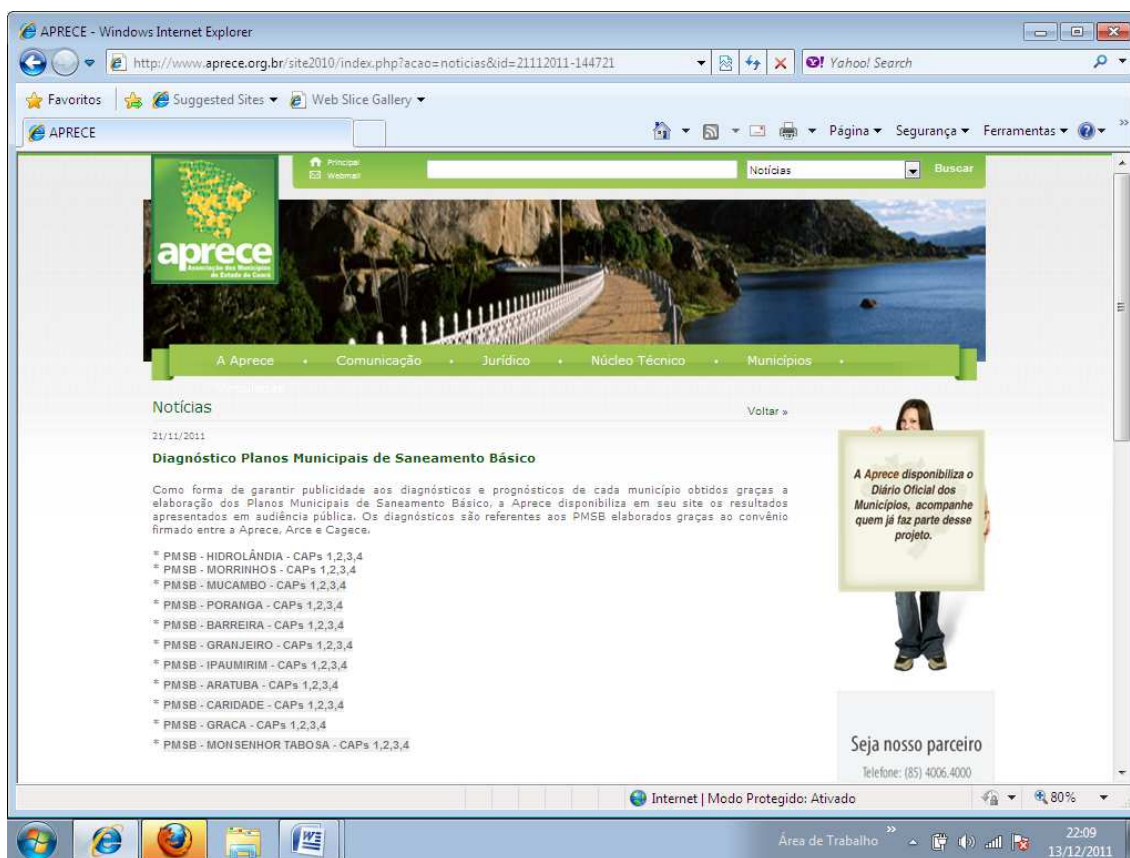 APRECE - Windows Internet Explorer
http://www.aprece.org.br/site2010/index.php?acao=noticias&id=21112011-144721
Yahoo! Search
Favoritos
Suggested Sites
Web Slice Gallery
APRECE
Página
Segurança
Ferramentas
Principal
Webmail
Notícias
Buscar
aprece
Associação dos Municípios
do Estado do Ceará
A Aprece • Comunicação • Jurídico • Núcleo Técnico • Municípios •
Notícias
Voltar »
21/11/2011
Diagnóstico Planos Municipais de Saneamento Básico
Como forma de garantir publicidade aos diagnósticos e prognósticos de cada município obtidos graças a
elaboração dos Planos Municipais de Saneamento Básico, a Aprece disponibiliza em seu site os resultados
apresentados em audiência pública. Os diagnósticos são referentes aos PMSB elaborados graças ao convênio
firmado entre a Aprece, Arce e Cagece.
* PMSB - HIDROLÂNDIA - CAPs 1,2,3,4
* PMSB - MORRINHOS - CAPs 1,2,3,4
* PMSB - MUCAMBO - CAPs 1,2,3,4
* PMSB - PORANGA - CAPs 1,2,3,4
* PMSB - BARREIRA - CAPs 1,2,3,4
* PMSB - GRANJEIRO - CAPs 1,2,3,4
* PMSB - IPAUMIRIM - CAPs 1,2,3,4
* PMSB - ARATUBA - CAPs 1,2,3,4
* PMSB - CARIDADE - CAPs 1,2,3,4
* PMSB - GRACA - CAPs 1,2,3,4
* PMSB - MONSENHOR TABOSA - CAPs 1,2,3,4
A Aprece disponibiliza o
Diário Oficial dos
Municípios, acompanhe
quem já faz parte desse
projeto.
Seja nosso parceiro
Telefone: (85) 4006.4000
Internet | Modo Protegido: Ativado
80%
Área de Trabalho
22:09
13/12/2011